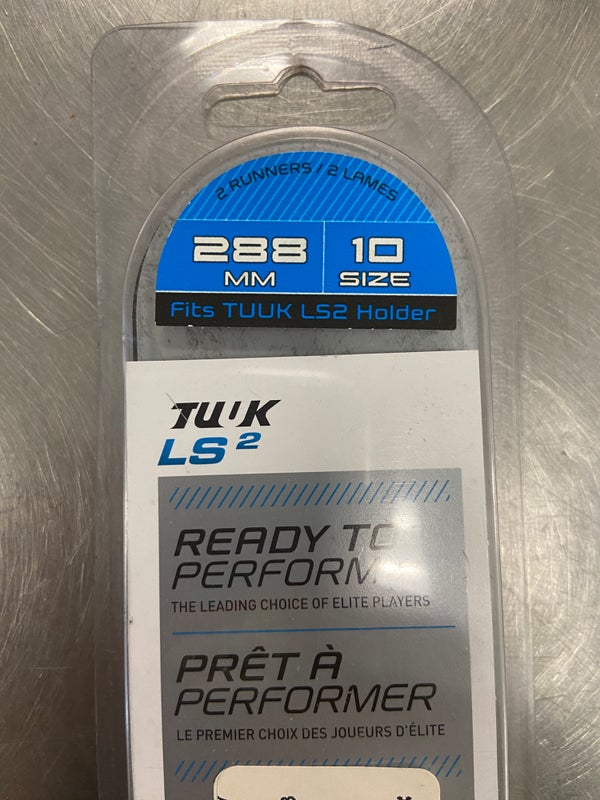 2 RUNNERS / 2 LAMES
288 10
MM SIZE
Fits TUUK LS2 Holder
TUUK
LS2
READY TO
PERFORM
THE LEADING CHOICE OF ELITE PLAYERS
PRÊT À
PERFORMER
LE PREMIER CHOIX DES JOUEURS D'ÉLITE